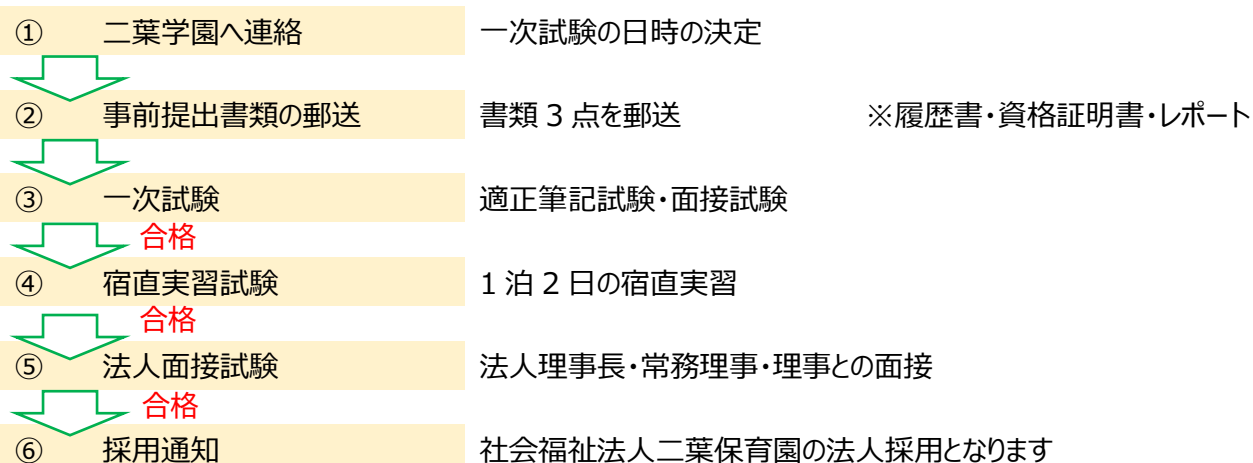 ① 二葉学園へ連絡 一次試験の日時の決定
② 事前提出書類の郵送 書類3点を郵送 ※履歴書・資格証明書・レポート
③ 一次試験 適正筆記試験・面接試験
合格
④ 宿直実習試験 1泊2日の宿直実習
合格
⑤ 法人面接試験 法人理事長・常務理事・理事との面接
合格
⑥ 採用通知 社会福祉法人二葉保育園の法人採用となります